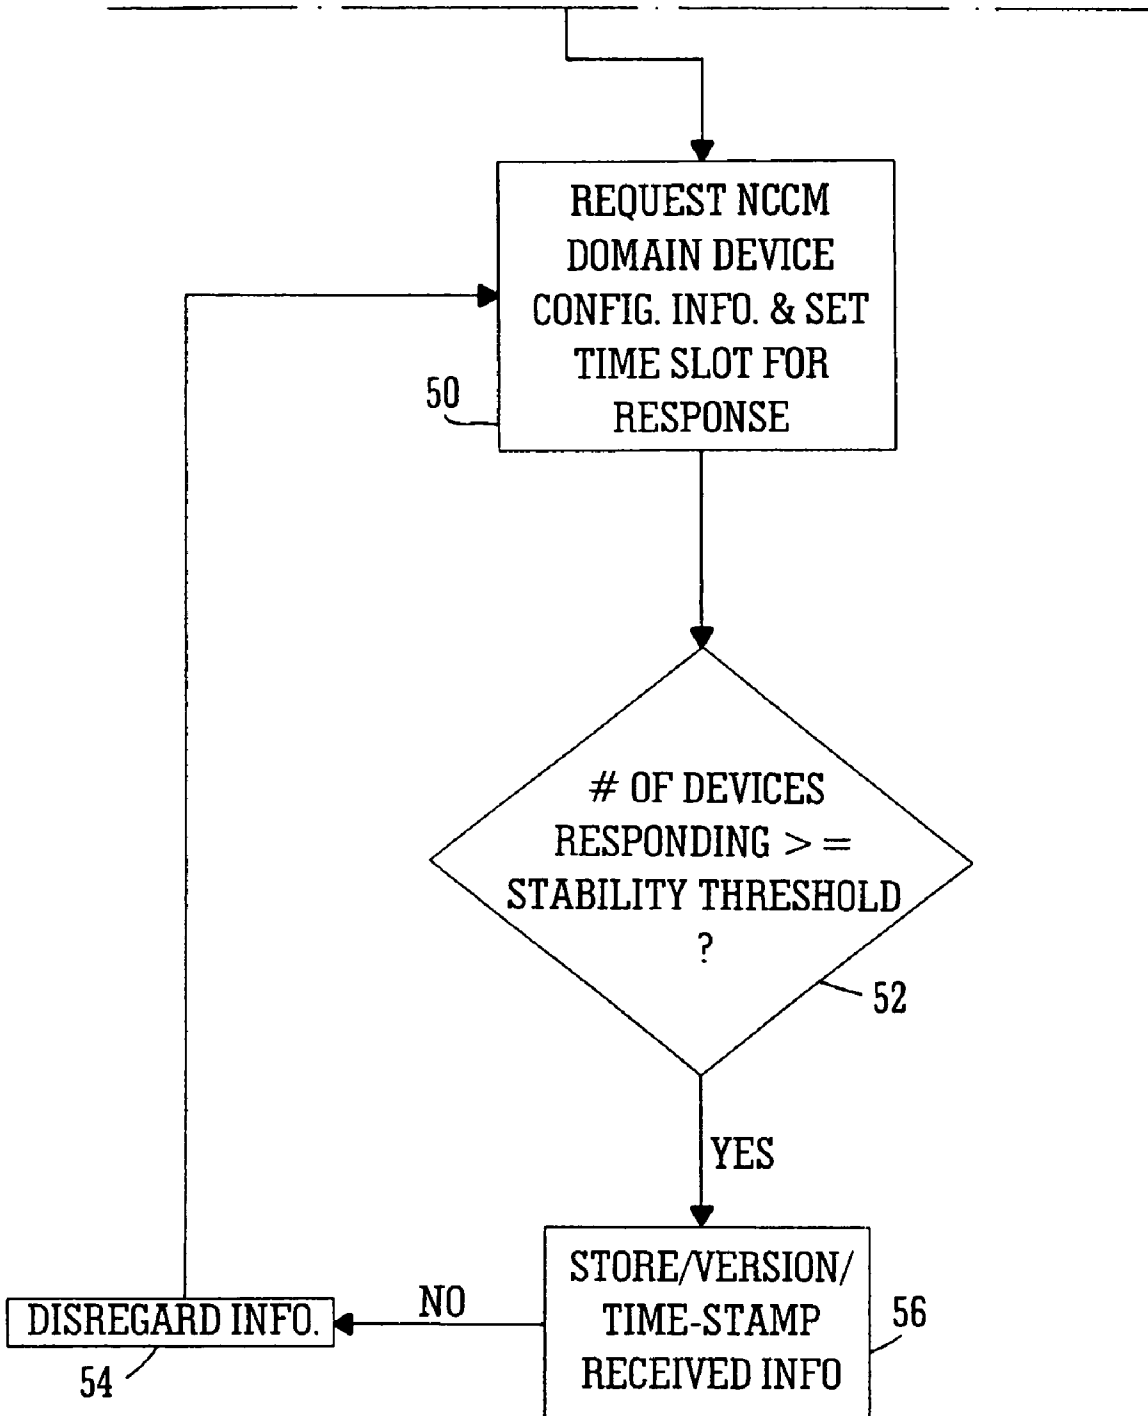 REQUEST NCCM
DOMAIN DEVICE
CONFIG. INFO. & SET
TIME SLOT FOR
RESPONSE
50
# OF DEVICES
RESPONDING > =
STABILITY THRESHOLD
?
52
YES
STORE/VERSION/
TIME-STAMP
RECEIVED INFO
56
NO
DISREGARD INFO.
54